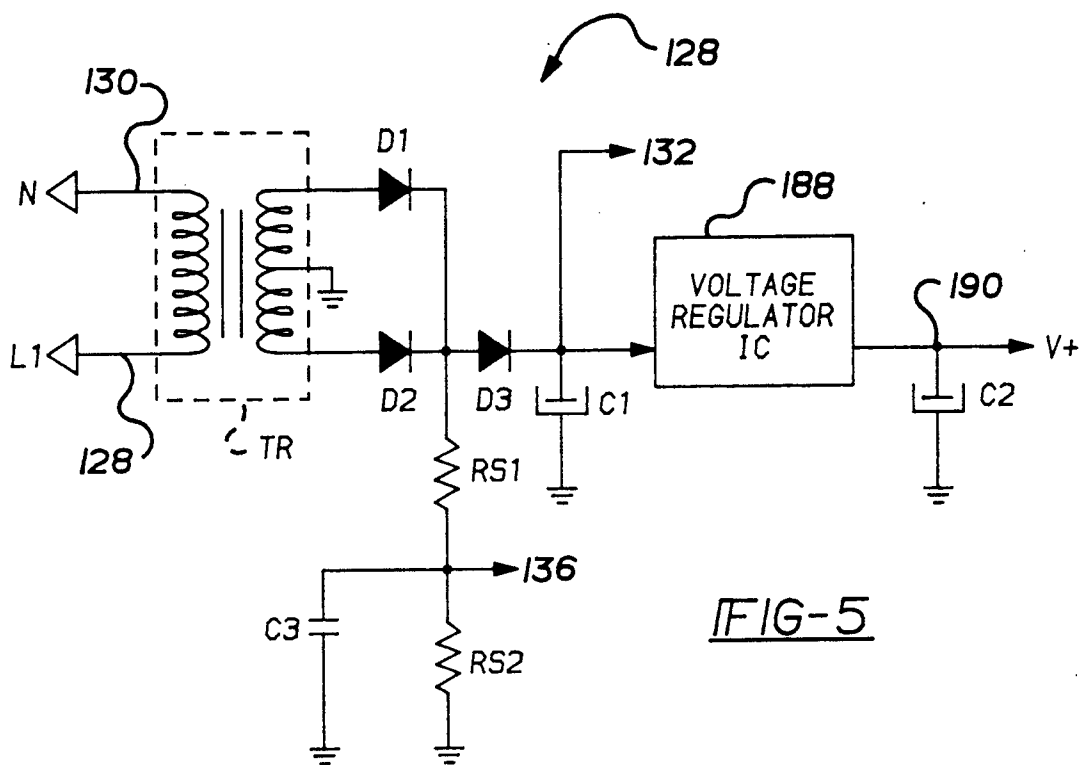 128
130
D1
132
N
188
VOLTAGE
REGULATOR
IC
190
L1
V+
D2
D3
C1
C2
128
TR
RS1
136
FIG-5
C3
RS2